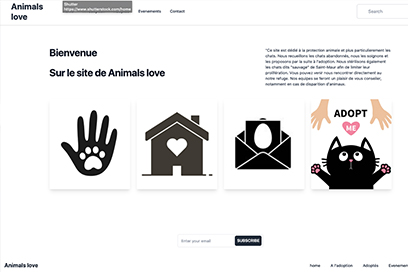 Animals
love
Shutter
https://www.shutterstock.com/home
Evenements
Contact
Search
Bienvenue
Sur le site de Animals love
"Ce site est dédié à la protection animale et plus particulièrement les
chats. Nous recueillons les chats abandonnés, nous les soignons et
les proposons par la suite à l'adoption. Nous stérilisons également
les chats dits "sauvage" de Saint-Maur afin de limiter leur
prolifération. Vous pouvez venir nous rencontrer directement au
notre refuge. Nos équipes se feront un plaisir de vous conseiller,
notamment en cas de disparition d'animaux.
ADOPT
ME
Enter your email
SUBSCRIBE
Animals love
home
A l'adoption
Adoptés
Evenemen